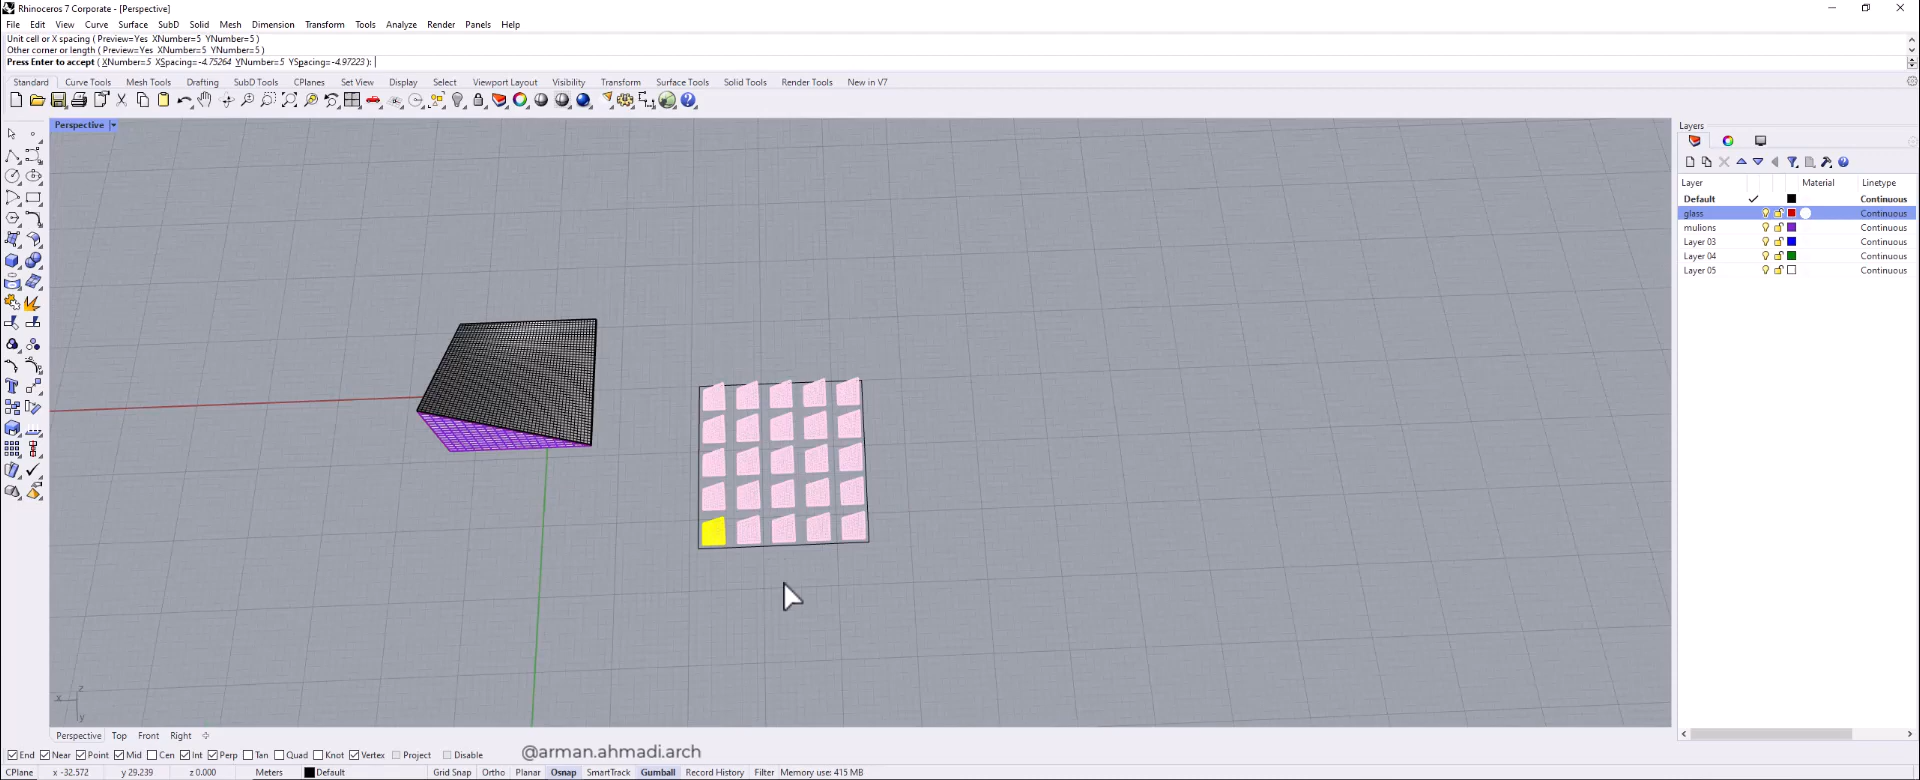 Rhinoceros 7 Corporate - [Perspective]
File Edit View Curve Surface SubD Solid Mesh Dimension Transform Tools Analyze Render Panels Help
Unit cell or X spacing ( Preview=Yes XNumber=5 YNumber=5 )
Other corner or length ( Preview=Yes XNumber=5 YNumber=5 )
Press Enter to accept ( XNumber=5 XSpacing=-4.75264 YNumber=5 YSpacing=-4.97223 ):
Standard Curve Tools Mesh Tools Drafting SubD Tools CPlanes Set View Display Select Viewport Layout Visibility Transform Surface Tools Solid Tools Render Tools New in V7
Perspective
Layers
Layer Material Linetype
Default Continuous
glass Continuous
mulions Continuous
Layer 03 Continuous
Layer 04 Continuous
Layer 05 Continuous
x z
y
Perspective Top Front Right
End Near Point Mid Cen Int Perp Tan Quad Knot Vertex Project Disable
@arman.ahmadi.arch
CPlane x -32.572 y 29.239 z 0.000 Meters Default Grid Snap Ortho Planar Osnap SmartTrack Gumball Record History Filter Memory use: 415 MB